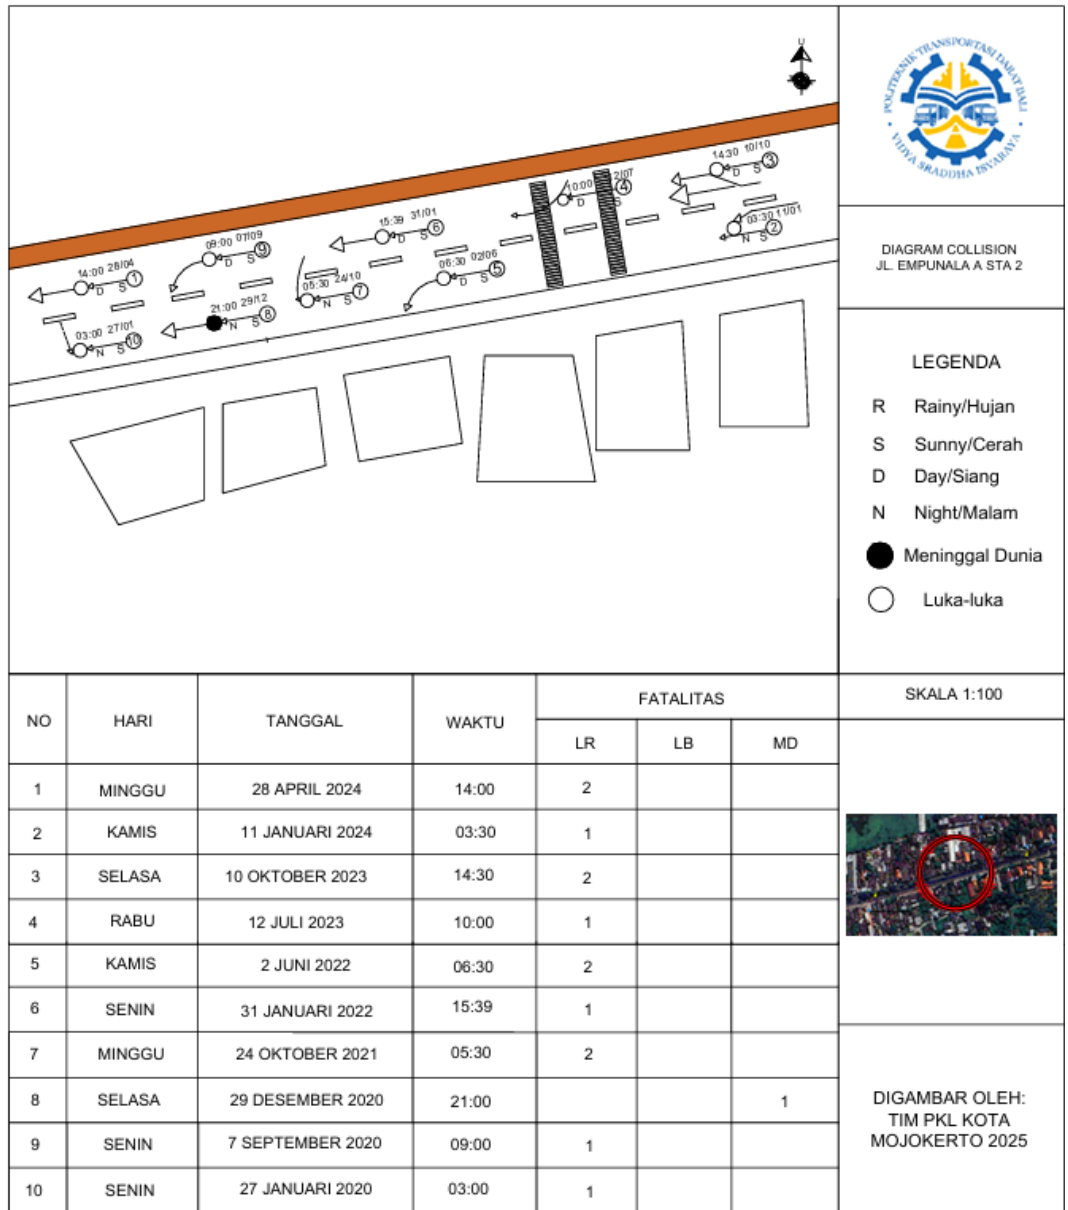 U
14:30 10/10
3
D S
10:00 2/07
4
D S
03:30 11/01
2
N S
15:39 31/01
6
D S
09:00 07/09
9
D S
06:30 02/06
5
D S
14:00 28/04
1
D S
05:30 24/10
7
N S
21:00 29/12
8
N S
03:00 27/01
10
N S
POLITEKNIK TRANSPORTASI DARAT BALI
VIDYA SRADDHA ISVARAYA
DIAGRAM COLLISION
JL. EMPUNALA A STA 2
LEGENDA
R Rainy/Hujan
S Sunny/Cerah
D Day/Siang
N Night/Malam
Meninggal Dunia
Luka-luka
SKALA 1:100
NO HARI TANGGAL WAKTU FATALITAS
LR LB MD
1 MINGGU 28 APRIL 2024 14:00 2
2 KAMIS 11 JANUARI 2024 03:30 1
3 SELASA 10 OKTOBER 2023 14:30 2
4 RABU 12 JULI 2023 10:00 1
5 KAMIS 2 JUNI 2022 06:30 2
6 SENIN 31 JANUARI 2022 15:39 1
7 MINGGU 24 OKTOBER 2021 05:30 2
8 SELASA 29 DESEMBER 2020 21:00 1
9 SENIN 7 SEPTEMBER 2020 09:00 1
10 SENIN 27 JANUARI 2020 03:00 1
DIGAMBAR OLEH:
TIM PKL KOTA
MOJOKERTO 2025